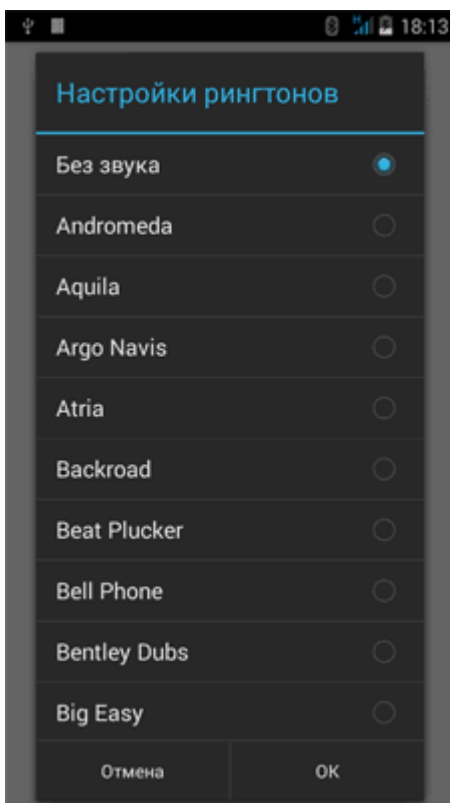 18:13
Настройки рингтонов
Без звука
Andromeda
Aquila
Argo Navis
Atria
Backroad
Beat Plucker
Bell Phone
Bentley Dubs
Big Easy
Отмена
OK